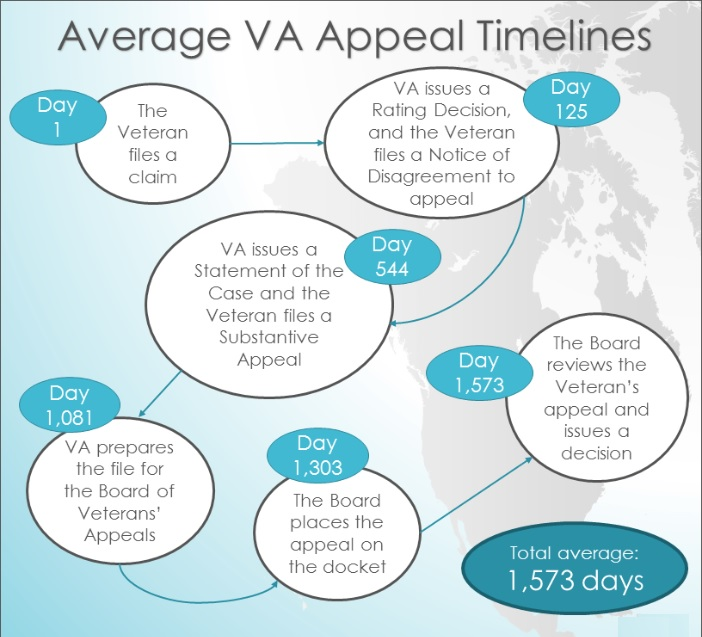 Average VA Appeal Timelines
Day
1
The
Veteran
files a
claim
VA issues a
Rating Decision,
and the Veteran
files a Notice of
Disagreement to
appeal
Day
125
VA issues a
Statement of the
Case and the
Veteran files a
Substantive
Appeal
Day
544
Day
1,081
VA prepares
the file for
the Board of
Veterans'
Appeals
Day
1,303
The Board
places the
appeal on
the docket
Day
1,573
The Board
reviews the
Veteran's
appeal and
issues a
decision
Total average:
1,573 days